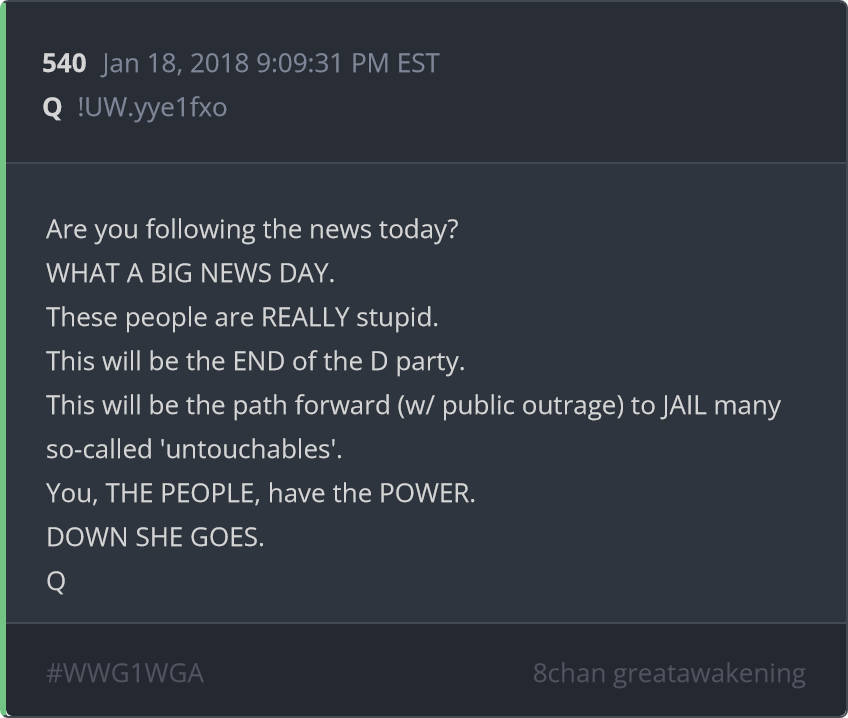 540 Jan 18, 2018 9:09:31 PM EST
Q !UW.yye1fxo
Are you following the news today?
WHAT A BIG NEWS DAY.
These people are REALLY stupid.
This will be the END of the D party.
This will be the path forward (w/ public outrage) to JAIL many
so-called 'untouchables'.
You, THE PEOPLE, have the POWER.
DOWN SHE GOES.
Q
#WWG1WGA 8chan greatawakening